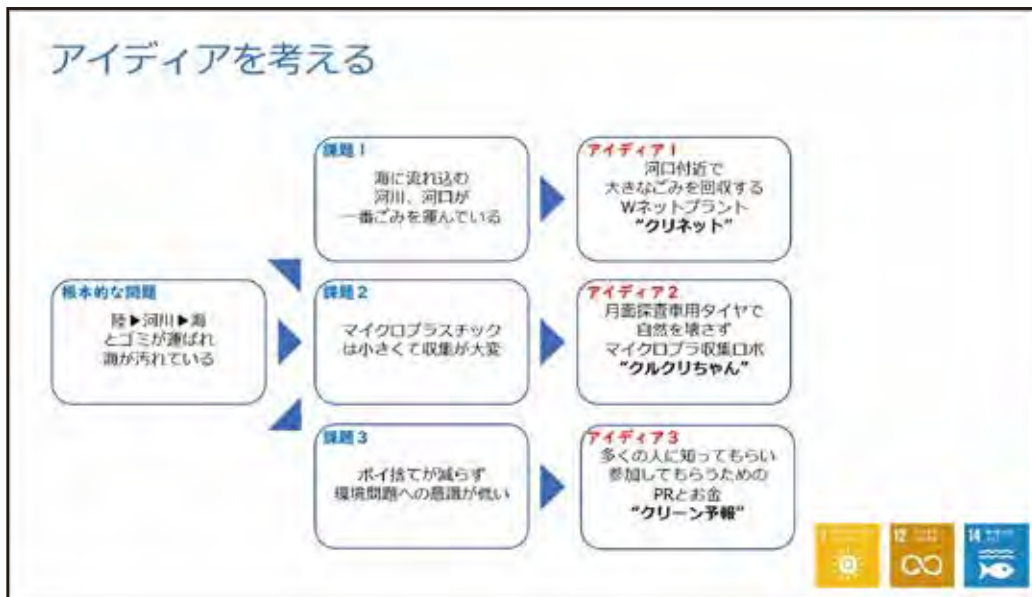 アイディアを考える
課題1
海に流れ込む
河川、河口が
一番ごみを運んでいる
アイディア1
河口付近で
大きなごみを回収する
Wネットプラント
“クリネット”
根本的な問題
陸▶河川▶海
とゴミが運ばれ
海が汚れている
課題2
マイクロプラスチック
は小さくて収集が大変
アイディア2
月面探査車用タイヤで
自然を壊さず
マイクロプラ収集ロボ
“クルクリちゃん”
課題3
ポイ捨てが減らず
環境問題への意識が低い
アイディア3
多くの人に知ってもらい
参加してもらうための
PRとお金
“クリーン予報”
7
12
14